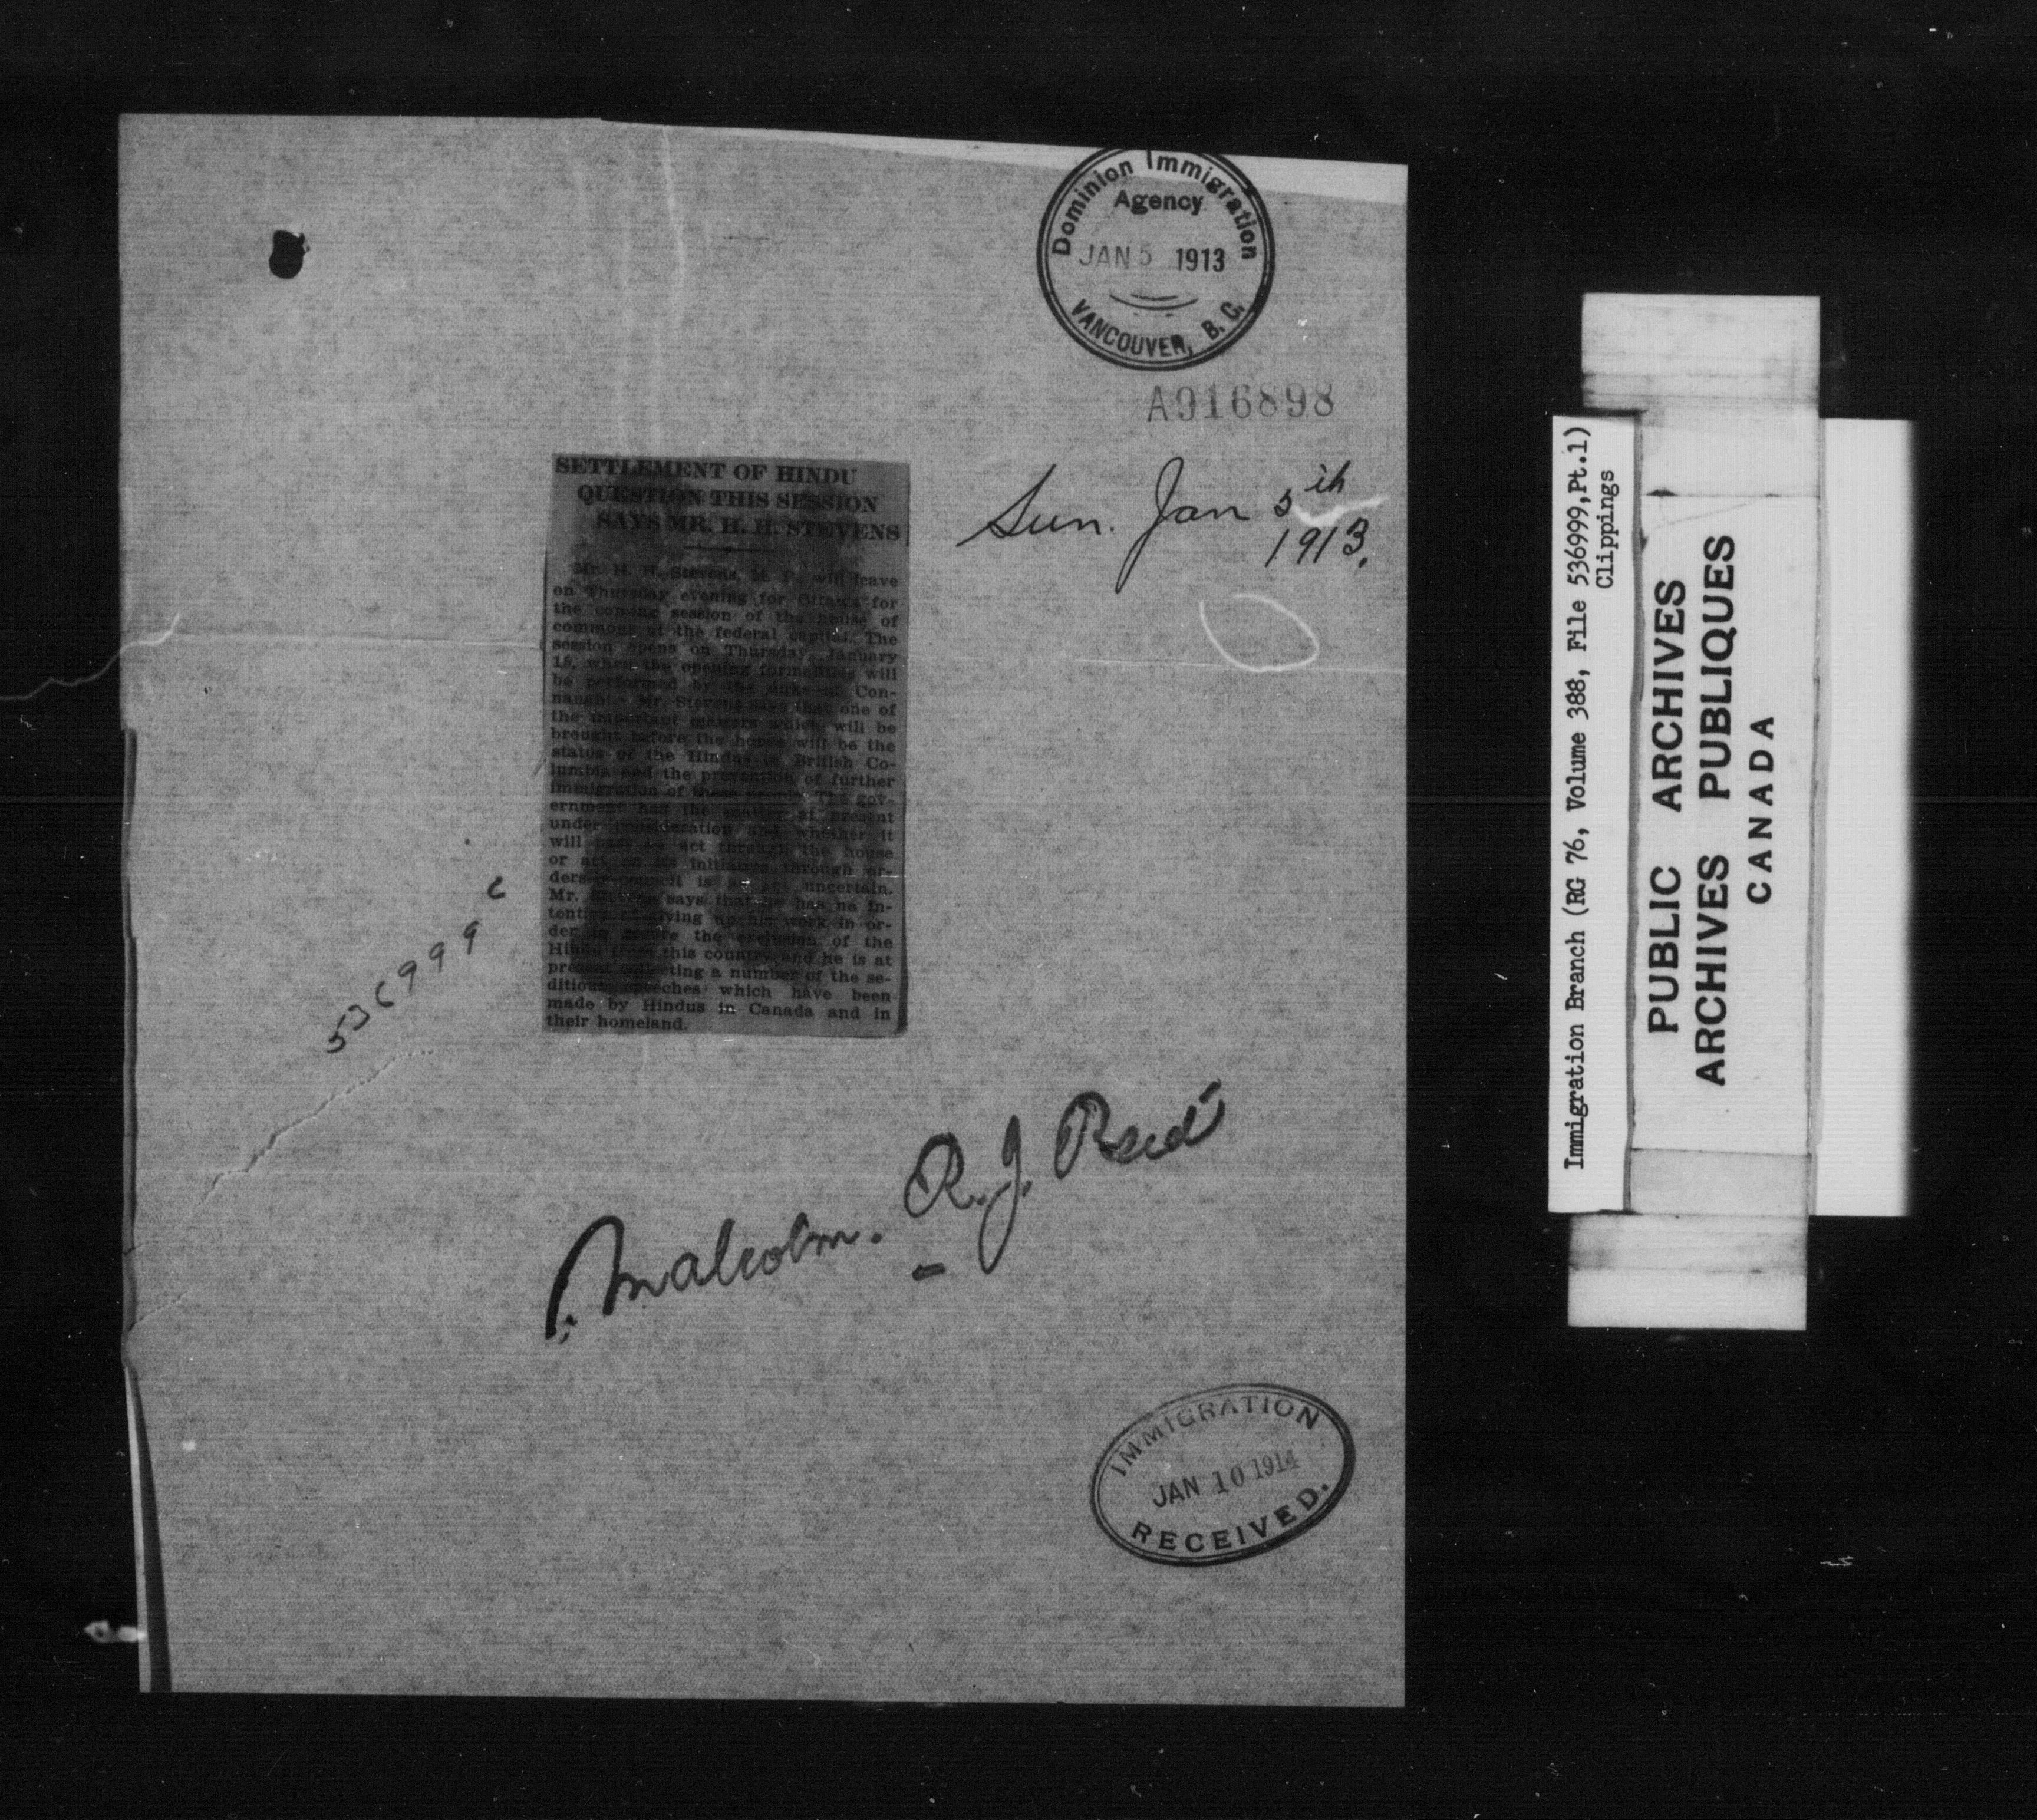 Dominion Immigration
Agency
JAN 5 1913
VANCOUVER, B. C.
A916898
Sun. Jan 5th
1913.
SETTLEMENT OF HINDU
QUESTION THIS SESSION
SAYS MR. H. H. STEVENS
Mr. H. H. Stevens, M. P., will leave
on Thursday evening for Ottawa for
the coming session of the house of
commons at the federal capital. The
session opens on Thursday, January
15, when the opening formalities will
be performed by the duke of Con-
naught. Mr. Stevens says that one of
the important matters which will be
brought before the house will be the
status of the Hindus in British Co-
lumbia and the prevention of further
immigration of these people. The gov-
ernment has the matter at present
under consideration and whether it
will pass an act through the house
or act on its initiative through or-
ders-in-council is as yet uncertain.
Mr. Stevens says that he has no in-
tention of giving up his work in or-
der to secure the exclusion of the
Hindu from this country and he is at
present collecting a number of the se-
ditious speeches which have been
made by Hindus in Canada and in
their homeland.
536999 c
Malcolm. R. J. Reid
IMMIGRATION
JAN 10 1914
RECEIVED.
Immigration Branch (RG 76, Volume 388, File 536999, Pt.1)
Clippings
PUBLIC ARCHIVES
ARCHIVES PUBLIQUES
CANADA